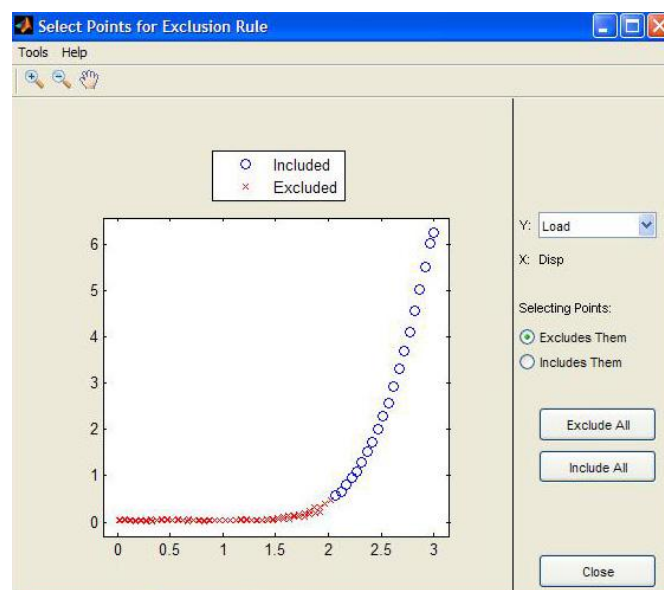 Select Points for Exclusion Rule
Tools Help
Included
Excluded
6
5
4
3
2
1
0
0 0.5 1 1.5 2 2.5 3
Y: Load
X: Disp
Selecting Points:
Excludes Them
Includes Them
Exclude All
Include All
Close